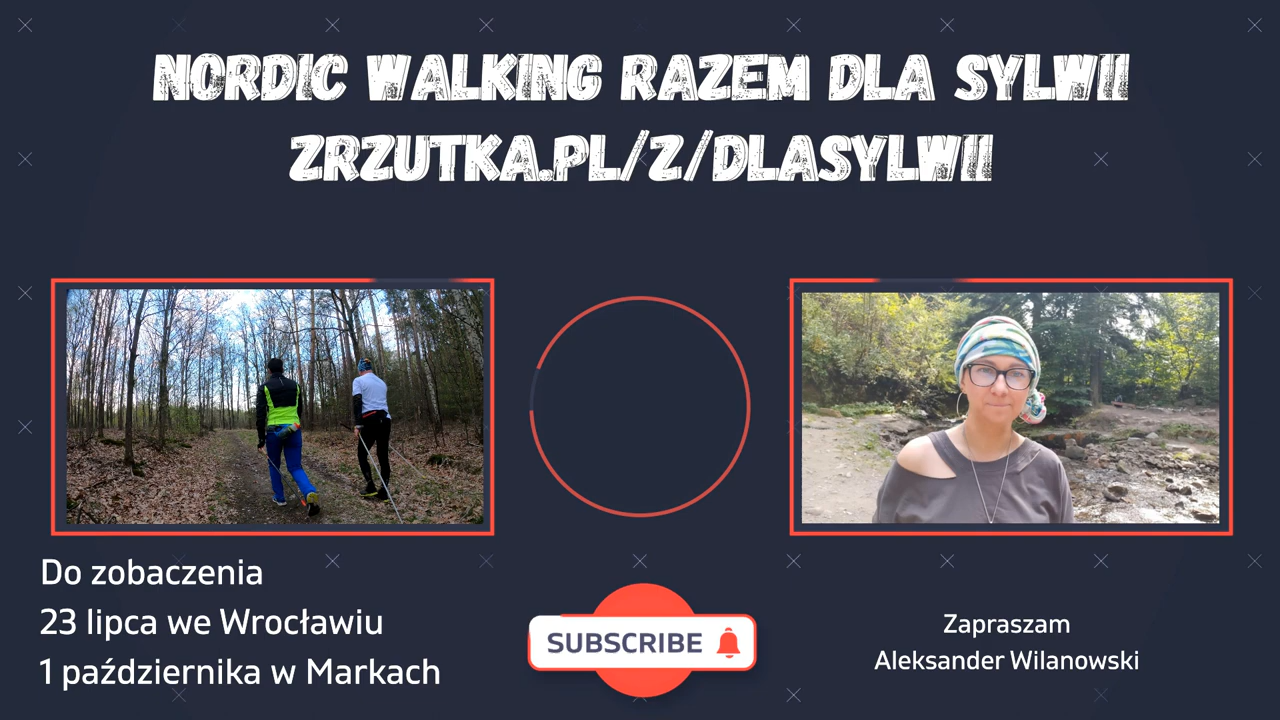 NORDIC WALKING RAZEM DLA SYLWII
ZRZUTKA.PL/Z/DLASYLWII
Do zobaczenia
23 lipca we Wrocławiu
1 października w Markach
SUBSCRIBE
Zapraszam
Aleksander Wilanowski